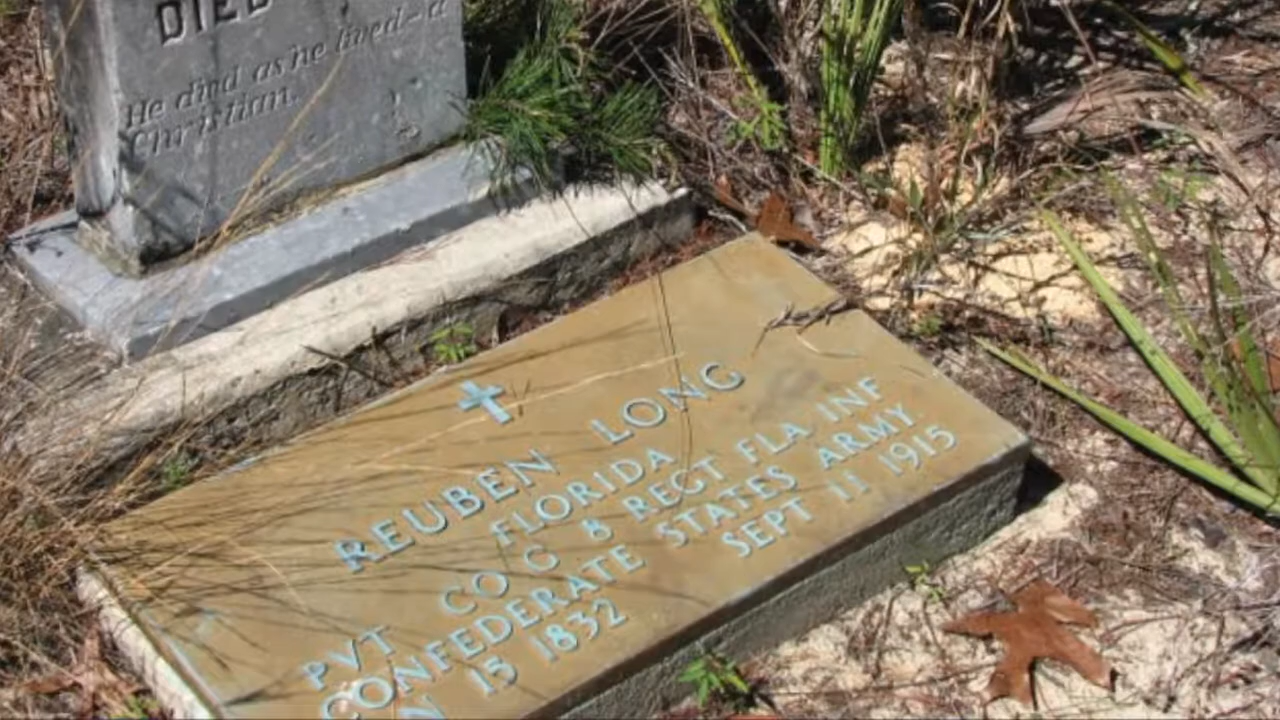 DIED
He died as he lived - a
Christian.
REUBEN LONG
FLORIDA
PVT CO G 8 REGT FLA INF
CONFEDERATE STATES ARMY
15 1832 SEPT 11 1915